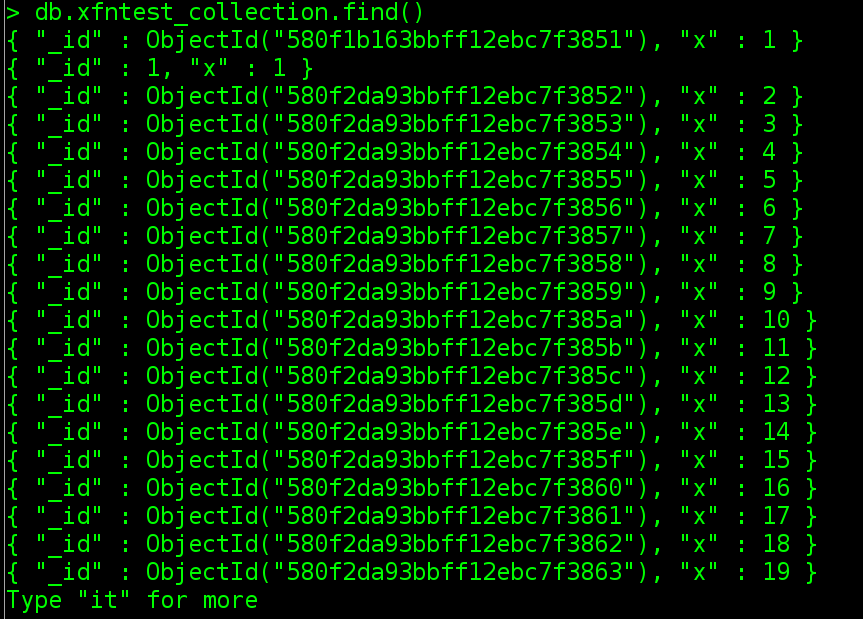 > db.xfntest_collection.find()
{ "_id" : ObjectId("580f1b163bbff12ebc7f3851"), "x" : 1 }
{ "_id" : 1, "x" : 1 }
{ "_id" : ObjectId("580f2da93bbff12ebc7f3852"), "x" : 2 }
{ "_id" : ObjectId("580f2da93bbff12ebc7f3853"), "x" : 3 }
{ "_id" : ObjectId("580f2da93bbff12ebc7f3854"), "x" : 4 }
{ "_id" : ObjectId("580f2da93bbff12ebc7f3855"), "x" : 5 }
{ "_id" : ObjectId("580f2da93bbff12ebc7f3856"), "x" : 6 }
{ "_id" : ObjectId("580f2da93bbff12ebc7f3857"), "x" : 7 }
{ "_id" : ObjectId("580f2da93bbff12ebc7f3858"), "x" : 8 }
{ "_id" : ObjectId("580f2da93bbff12ebc7f3859"), "x" : 9 }
{ "_id" : ObjectId("580f2da93bbff12ebc7f385a"), "x" : 10 }
{ "_id" : ObjectId("580f2da93bbff12ebc7f385b"), "x" : 11 }
{ "_id" : ObjectId("580f2da93bbff12ebc7f385c"), "x" : 12 }
{ "_id" : ObjectId("580f2da93bbff12ebc7f385d"), "x" : 13 }
{ "_id" : ObjectId("580f2da93bbff12ebc7f385e"), "x" : 14 }
{ "_id" : ObjectId("580f2da93bbff12ebc7f385f"), "x" : 15 }
{ "_id" : ObjectId("580f2da93bbff12ebc7f3860"), "x" : 16 }
{ "_id" : ObjectId("580f2da93bbff12ebc7f3861"), "x" : 17 }
{ "_id" : ObjectId("580f2da93bbff12ebc7f3862"), "x" : 18 }
{ "_id" : ObjectId("580f2da93bbff12ebc7f3863"), "x" : 19 }
Type "it" for more